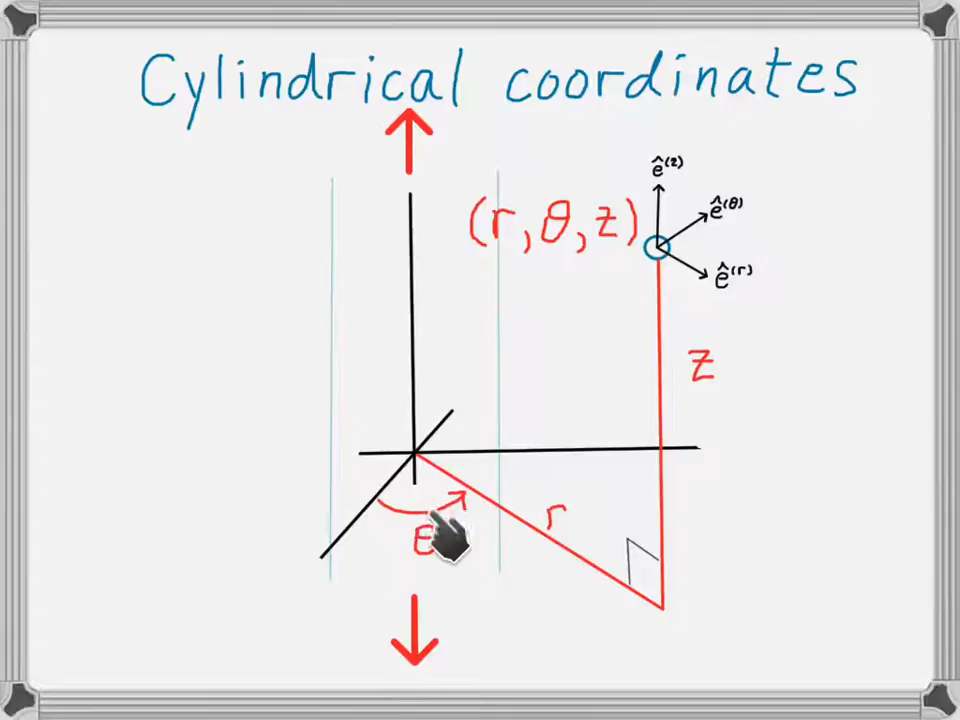 Cylindrical coordinates
ê(z)
(r, θ, z)
ê(θ)
ê(r)
z
r